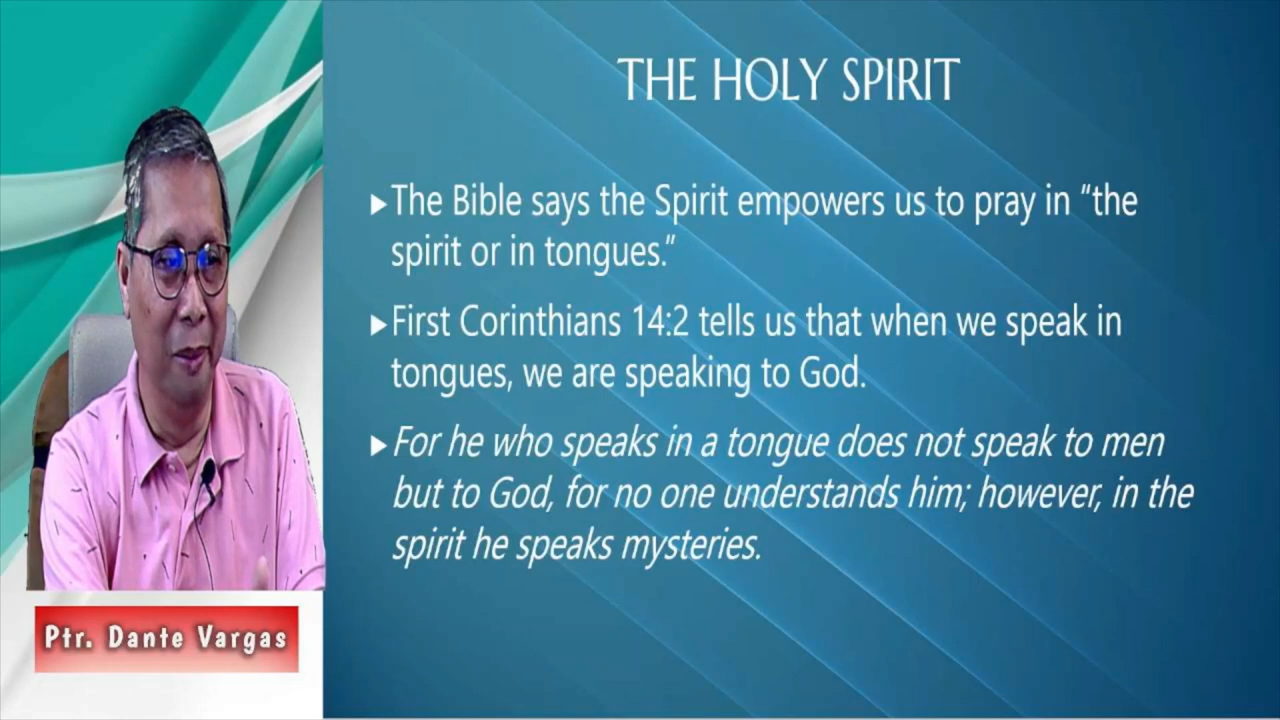 THE HOLY SPIRIT
▸The Bible says the Spirit empowers us to pray in “the
spirit or in tongues.”
▸First Corinthians 14:2 tells us that when we speak in
tongues, we are speaking to God.
▸For he who speaks in a tongue does not speak to men
but to God, for no one understands him; however, in the
spirit he speaks mysteries.
Ptr. Dante Vargas